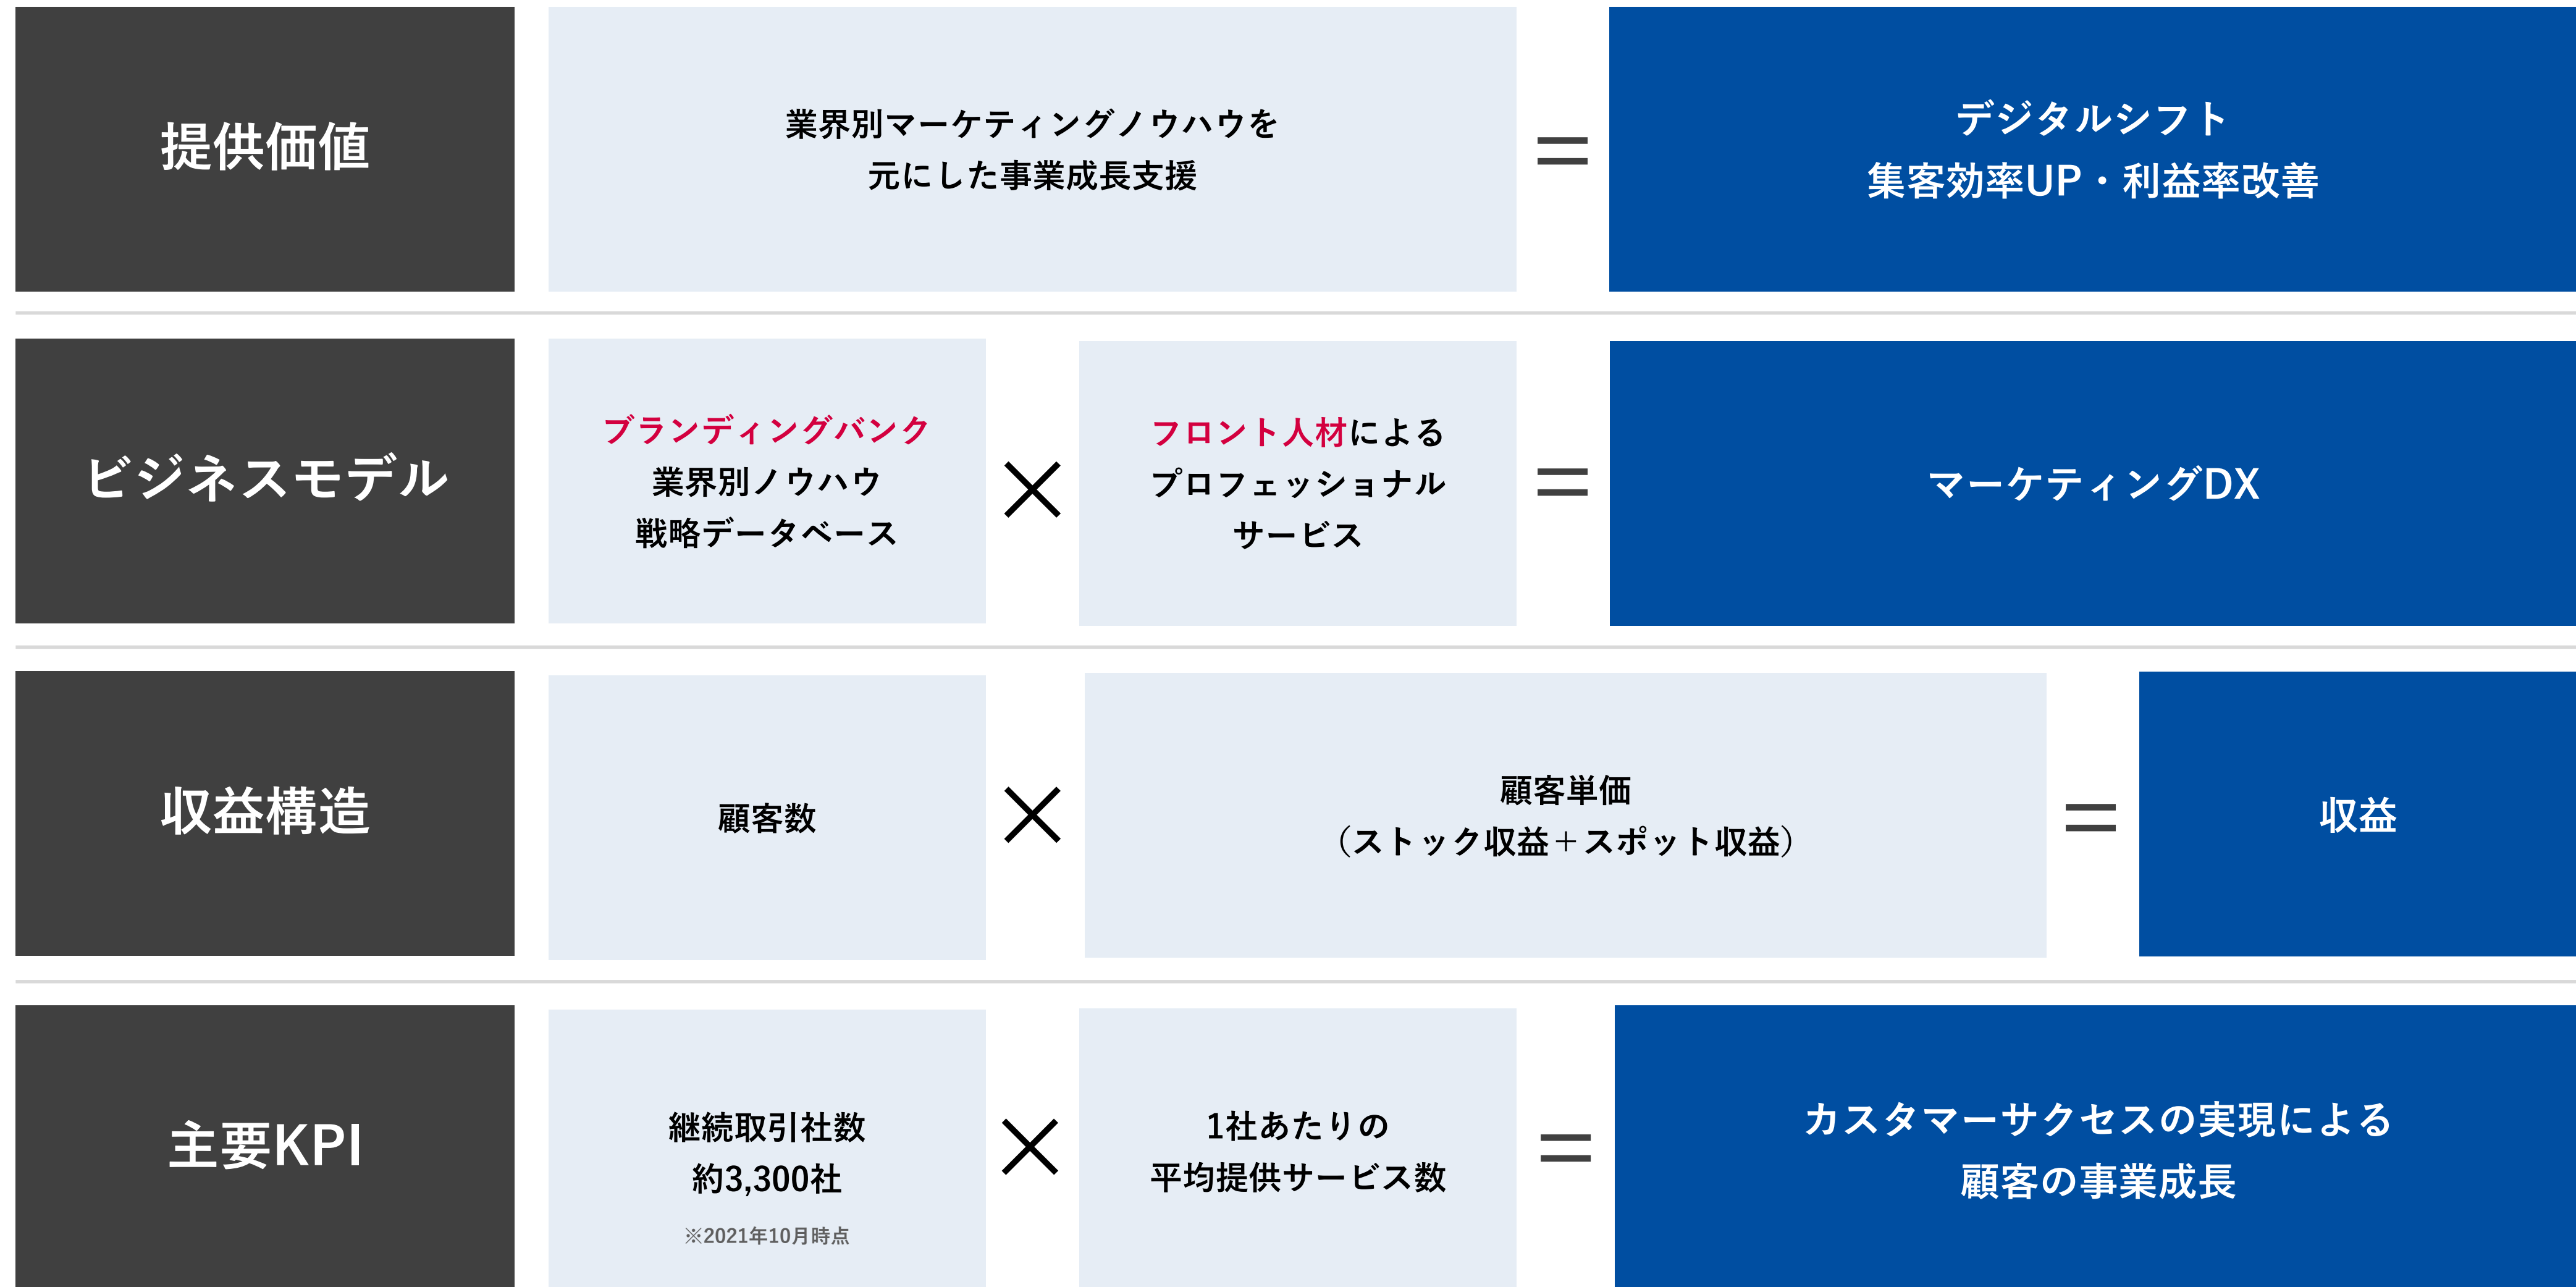 提供価値
業界別マーケティングノウハウを
元にした事業成長支援
=
デジタルシフト
集客効率UP・利益率改善
ビジネスモデル
ブランディングバンク
業界別ノウハウ
戦略データベース
×
フロント人材による
プロフェッショナル
サービス
=
マーケティングDX
収益構造
顧客数
×
顧客単価
（ストック収益＋スポット収益）
=
収益
主要KPI
継続取引社数
約3,300社
※2021年10月時点
×
1社あたりの
平均提供サービス数
=
カスタマーサクセスの実現による
顧客の事業成長